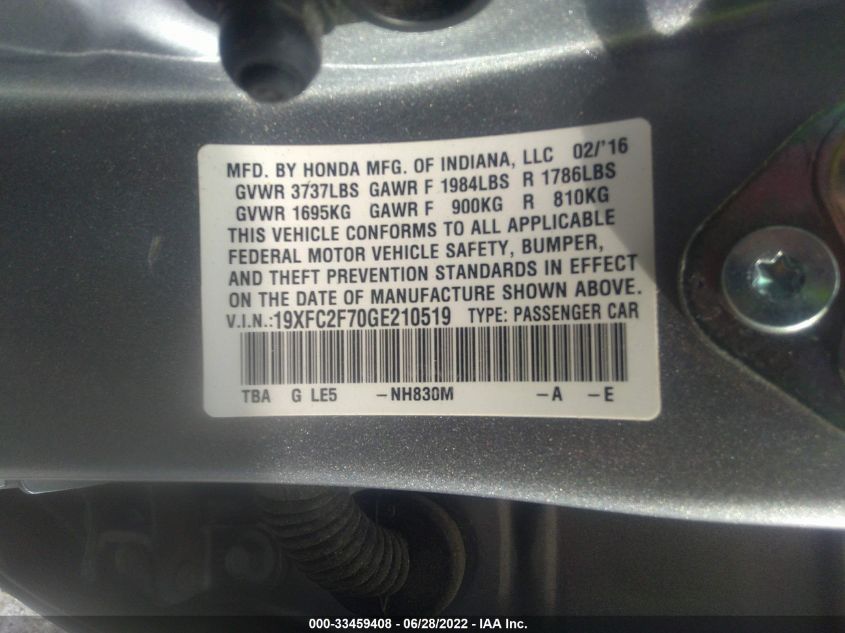 MFD. BY HONDA MFG. OF INDIANA, LLC 02/'16
GVWR 3737LBS GAWR F 1984LBS R 1786LBS
GVWR 1695KG GAWR F 900KG R 810KG
THIS VEHICLE CONFORMS TO ALL APPLICABLE
FEDERAL MOTOR VEHICLE SAFETY, BUMPER,
AND THEFT PREVENTION STANDARDS IN EFFECT
ON THE DATE OF MANUFACTURE SHOWN ABOVE.
V.I.N.:19XFC2F70GE210519 TYPE: PASSENGER CAR
TBA G LE5 -NH830M -A -E
000-33459408 - 06/28/2022 - IAA Inc.